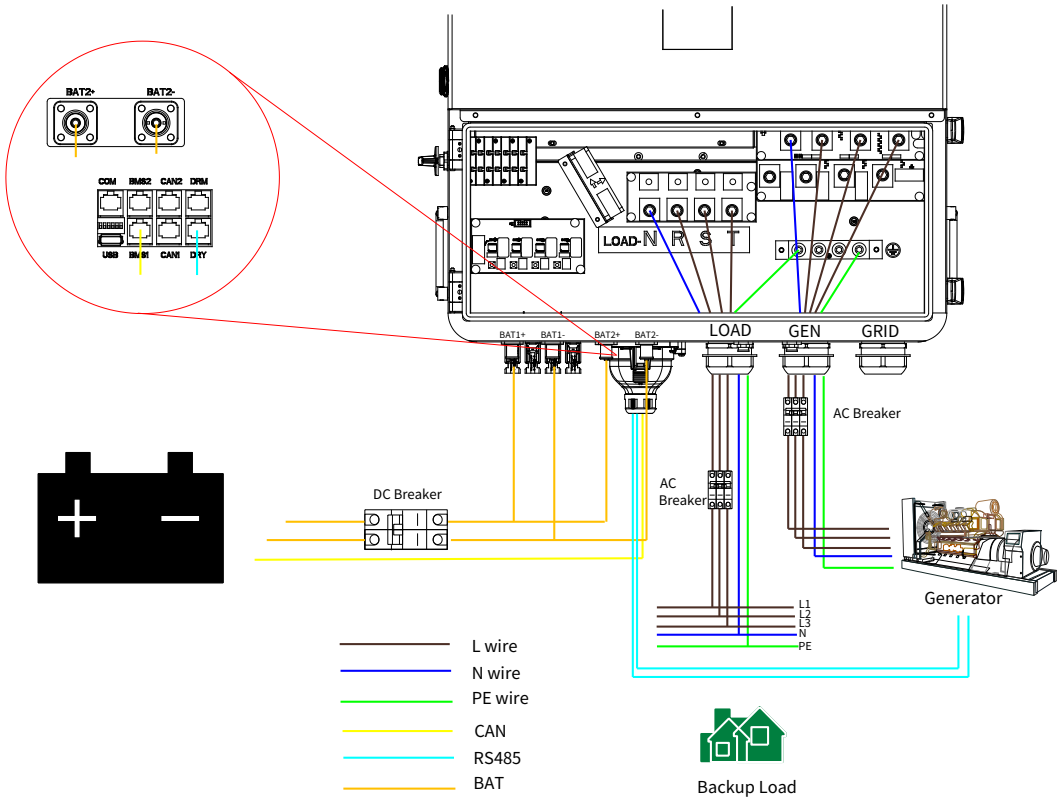 BAT2+ BAT2-
COM BMS2 CAN2 DRM
USB BMS1 CAN1 DRY
LOAD- N R S T
BAT1+ BAT1- BAT2+ BAT2- LOAD GEN GRID
AC Breaker
AC
Breaker
DC Breaker
+ −
Generator
L1
L2
L3
N
PE
L wire
N wire
PE wire
CAN
RS485
BAT
Backup Load